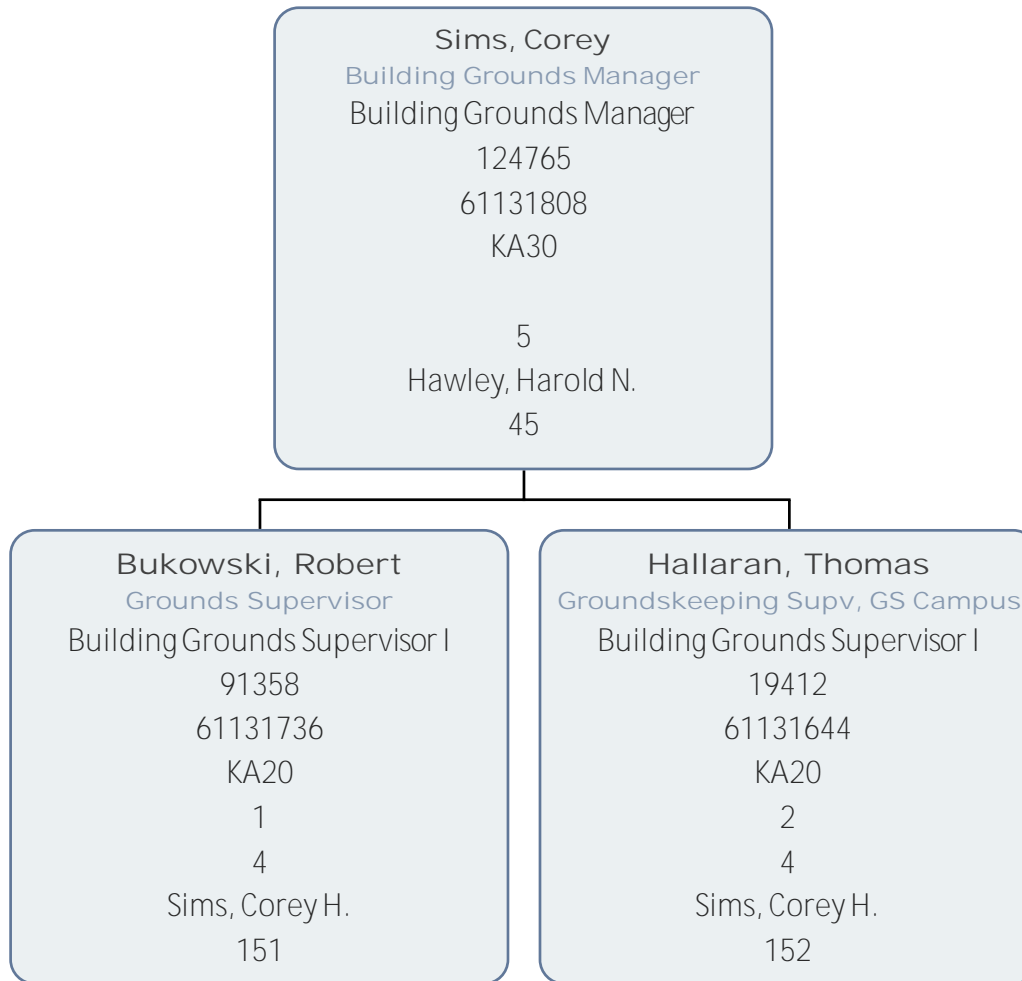 Sims, Corey
Building Grounds Manager
Building Grounds Manager
124765
61131808
KA30
5
Hawley, Harold N.
45
Bukowski, Robert
Grounds Supervisor
Building Grounds Supervisor I
91358
61131736
KA20
1
4
Sims, Corey H.
151
Hallaran, Thomas
Groundskeeping Supv, GS Campus
Building Grounds Supervisor I
19412
61131644
KA20
2
4
Sims, Corey H.
152